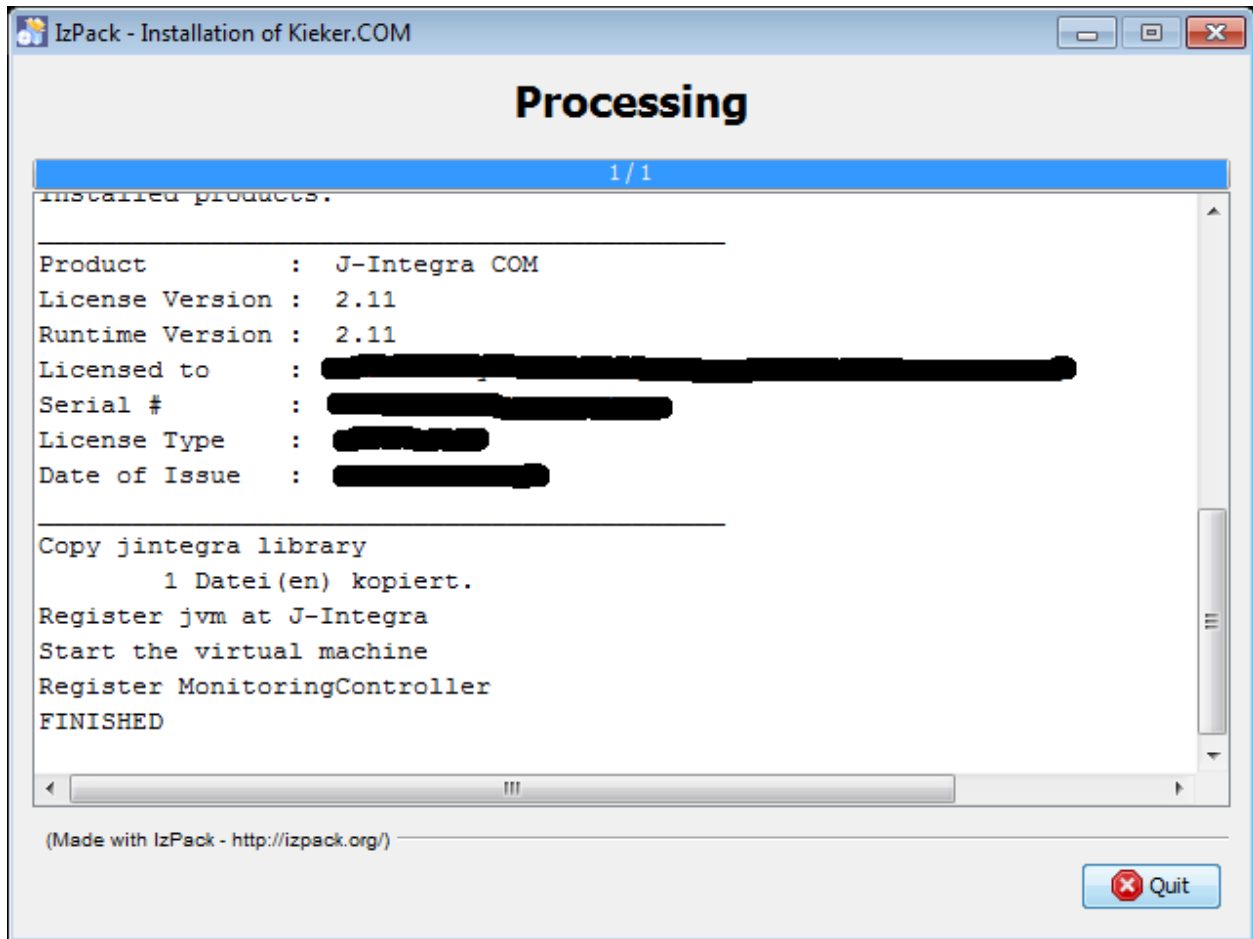 IzPack - Installation of Kieker.COM
Processing
1 / 1
Installed products.
Product : J-Integra COM
License Version : 2.11
Runtime Version : 2.11
Licensed to :
Serial # :
License Type :
Date of Issue :
Copy jintegra library
1 Datei(en) kopiert.
Register jvm at J-Integra
Start the virtual machine
Register MonitoringController
FINISHED
(Made with IzPack - http://izpack.org/)
Quit